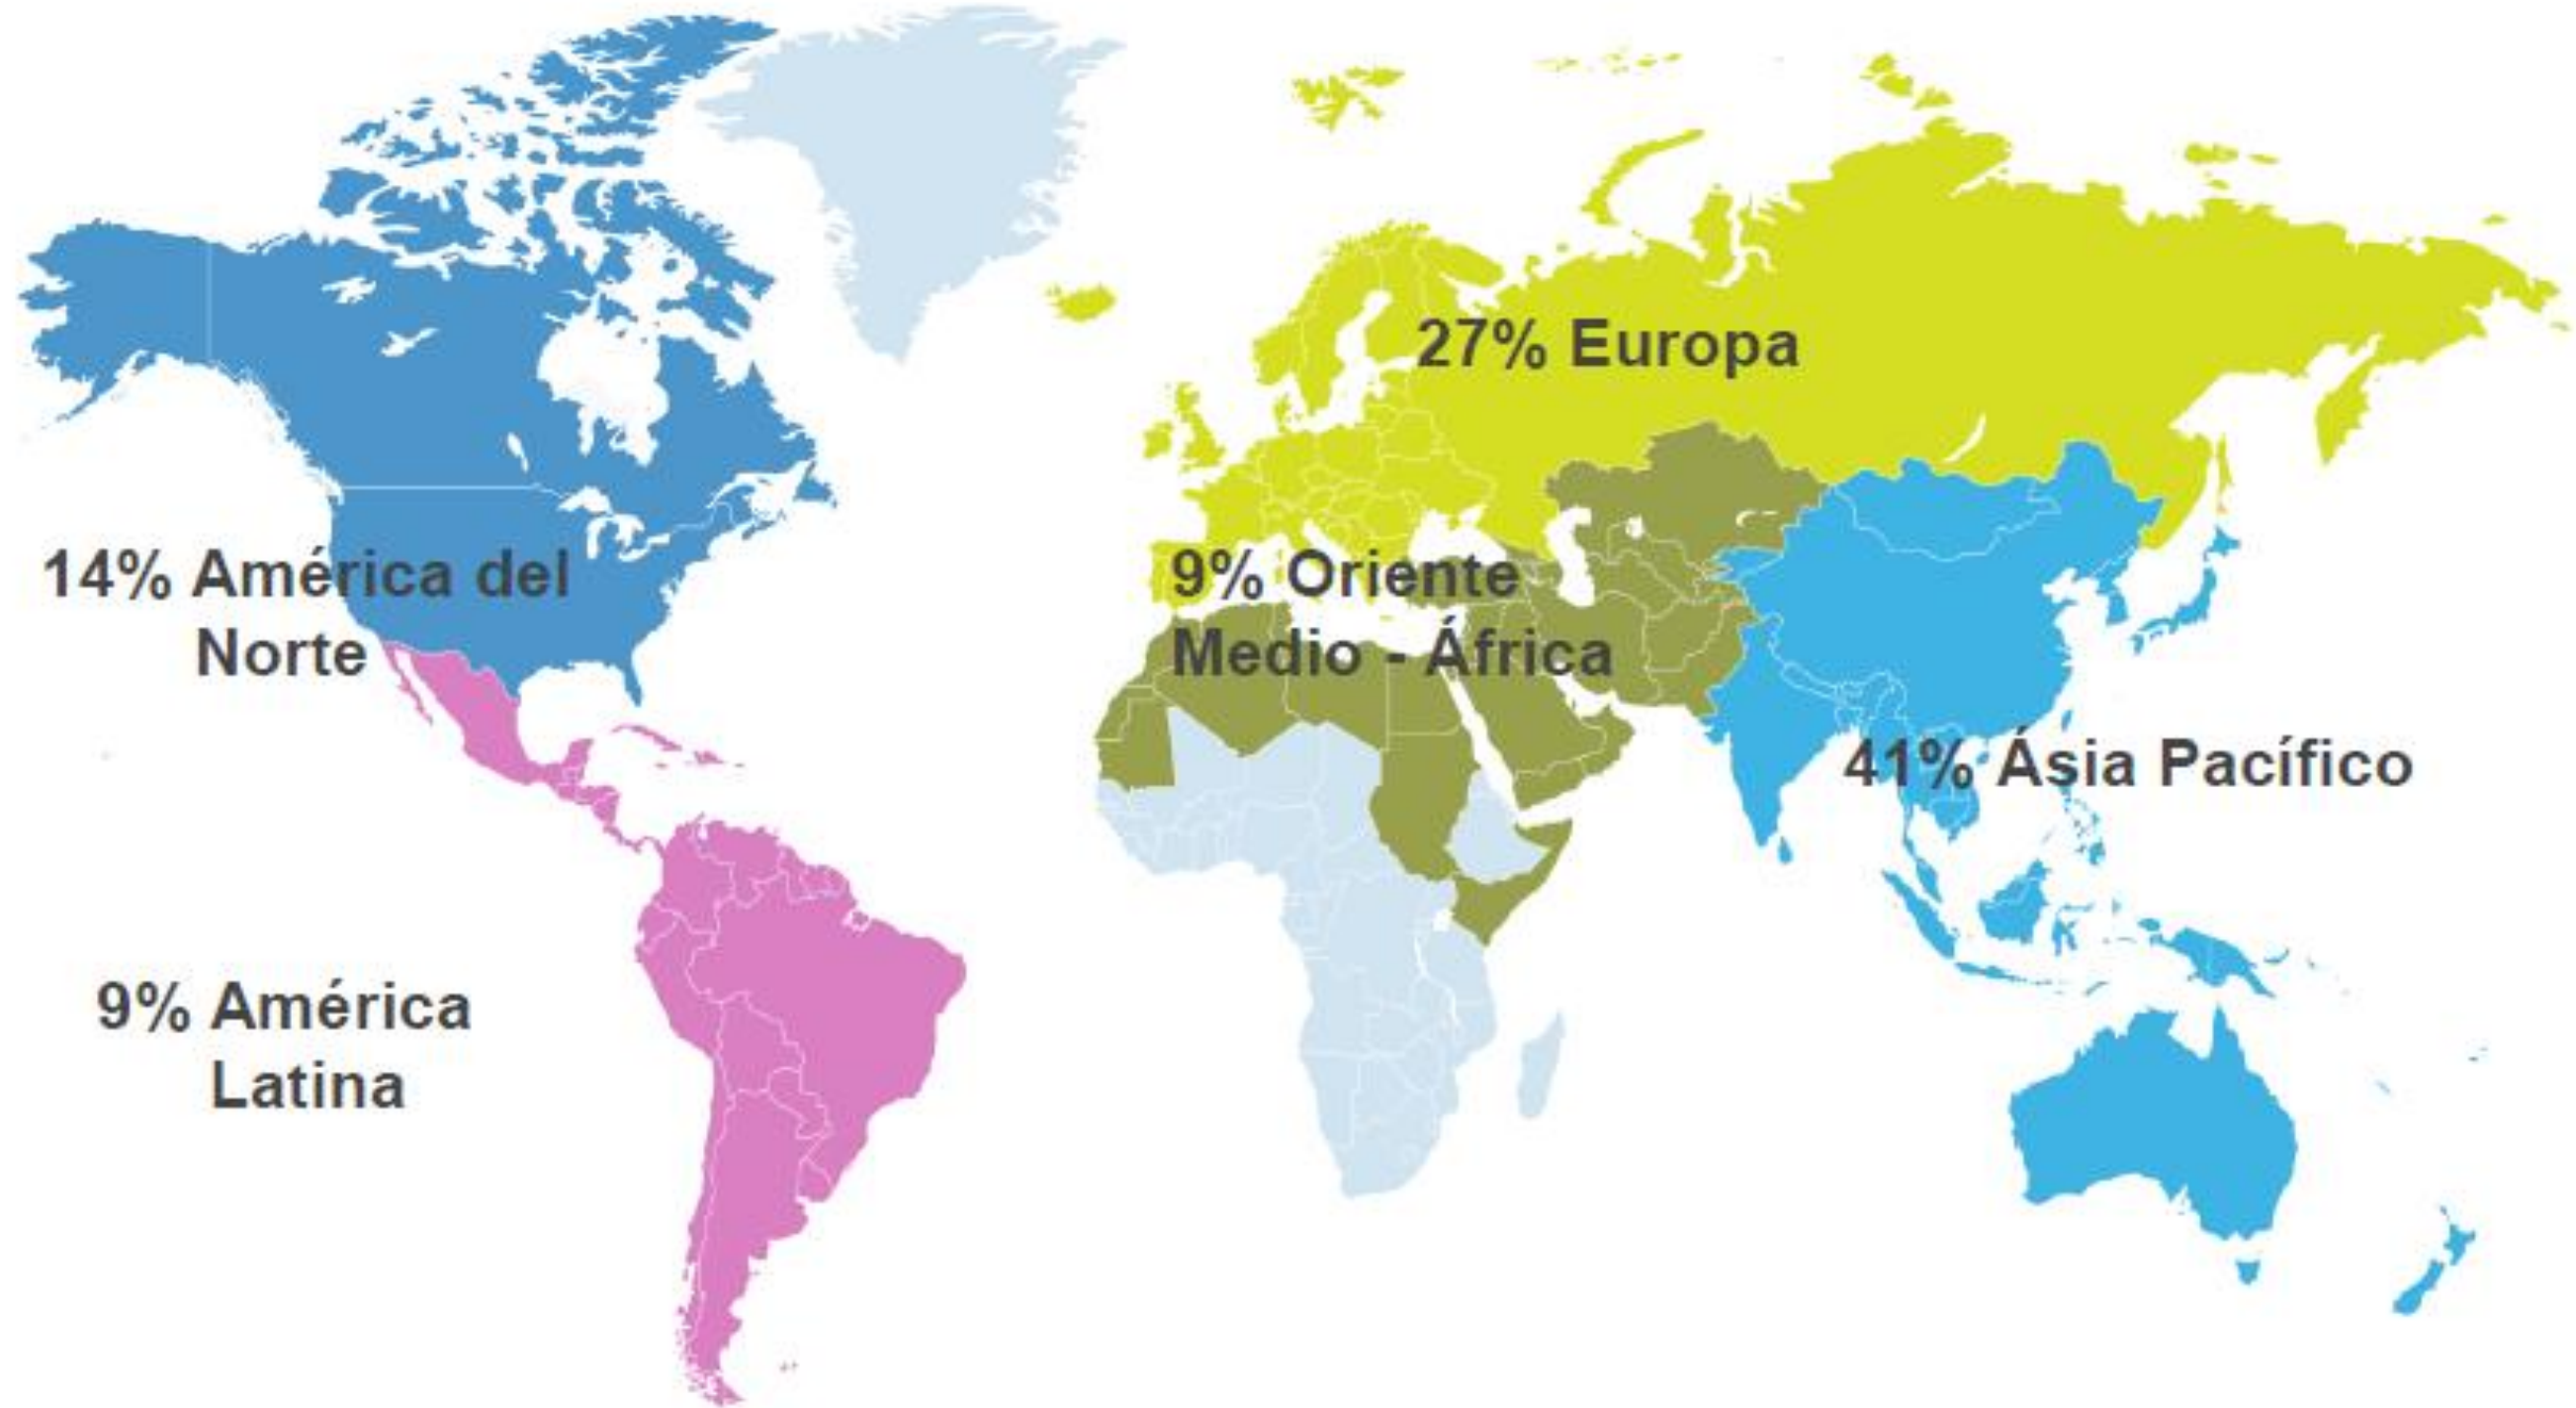 27% Europa
14% América del
Norte
9% Oriente
Medio - África
41% Ásia Pacífico
9% América
Latina